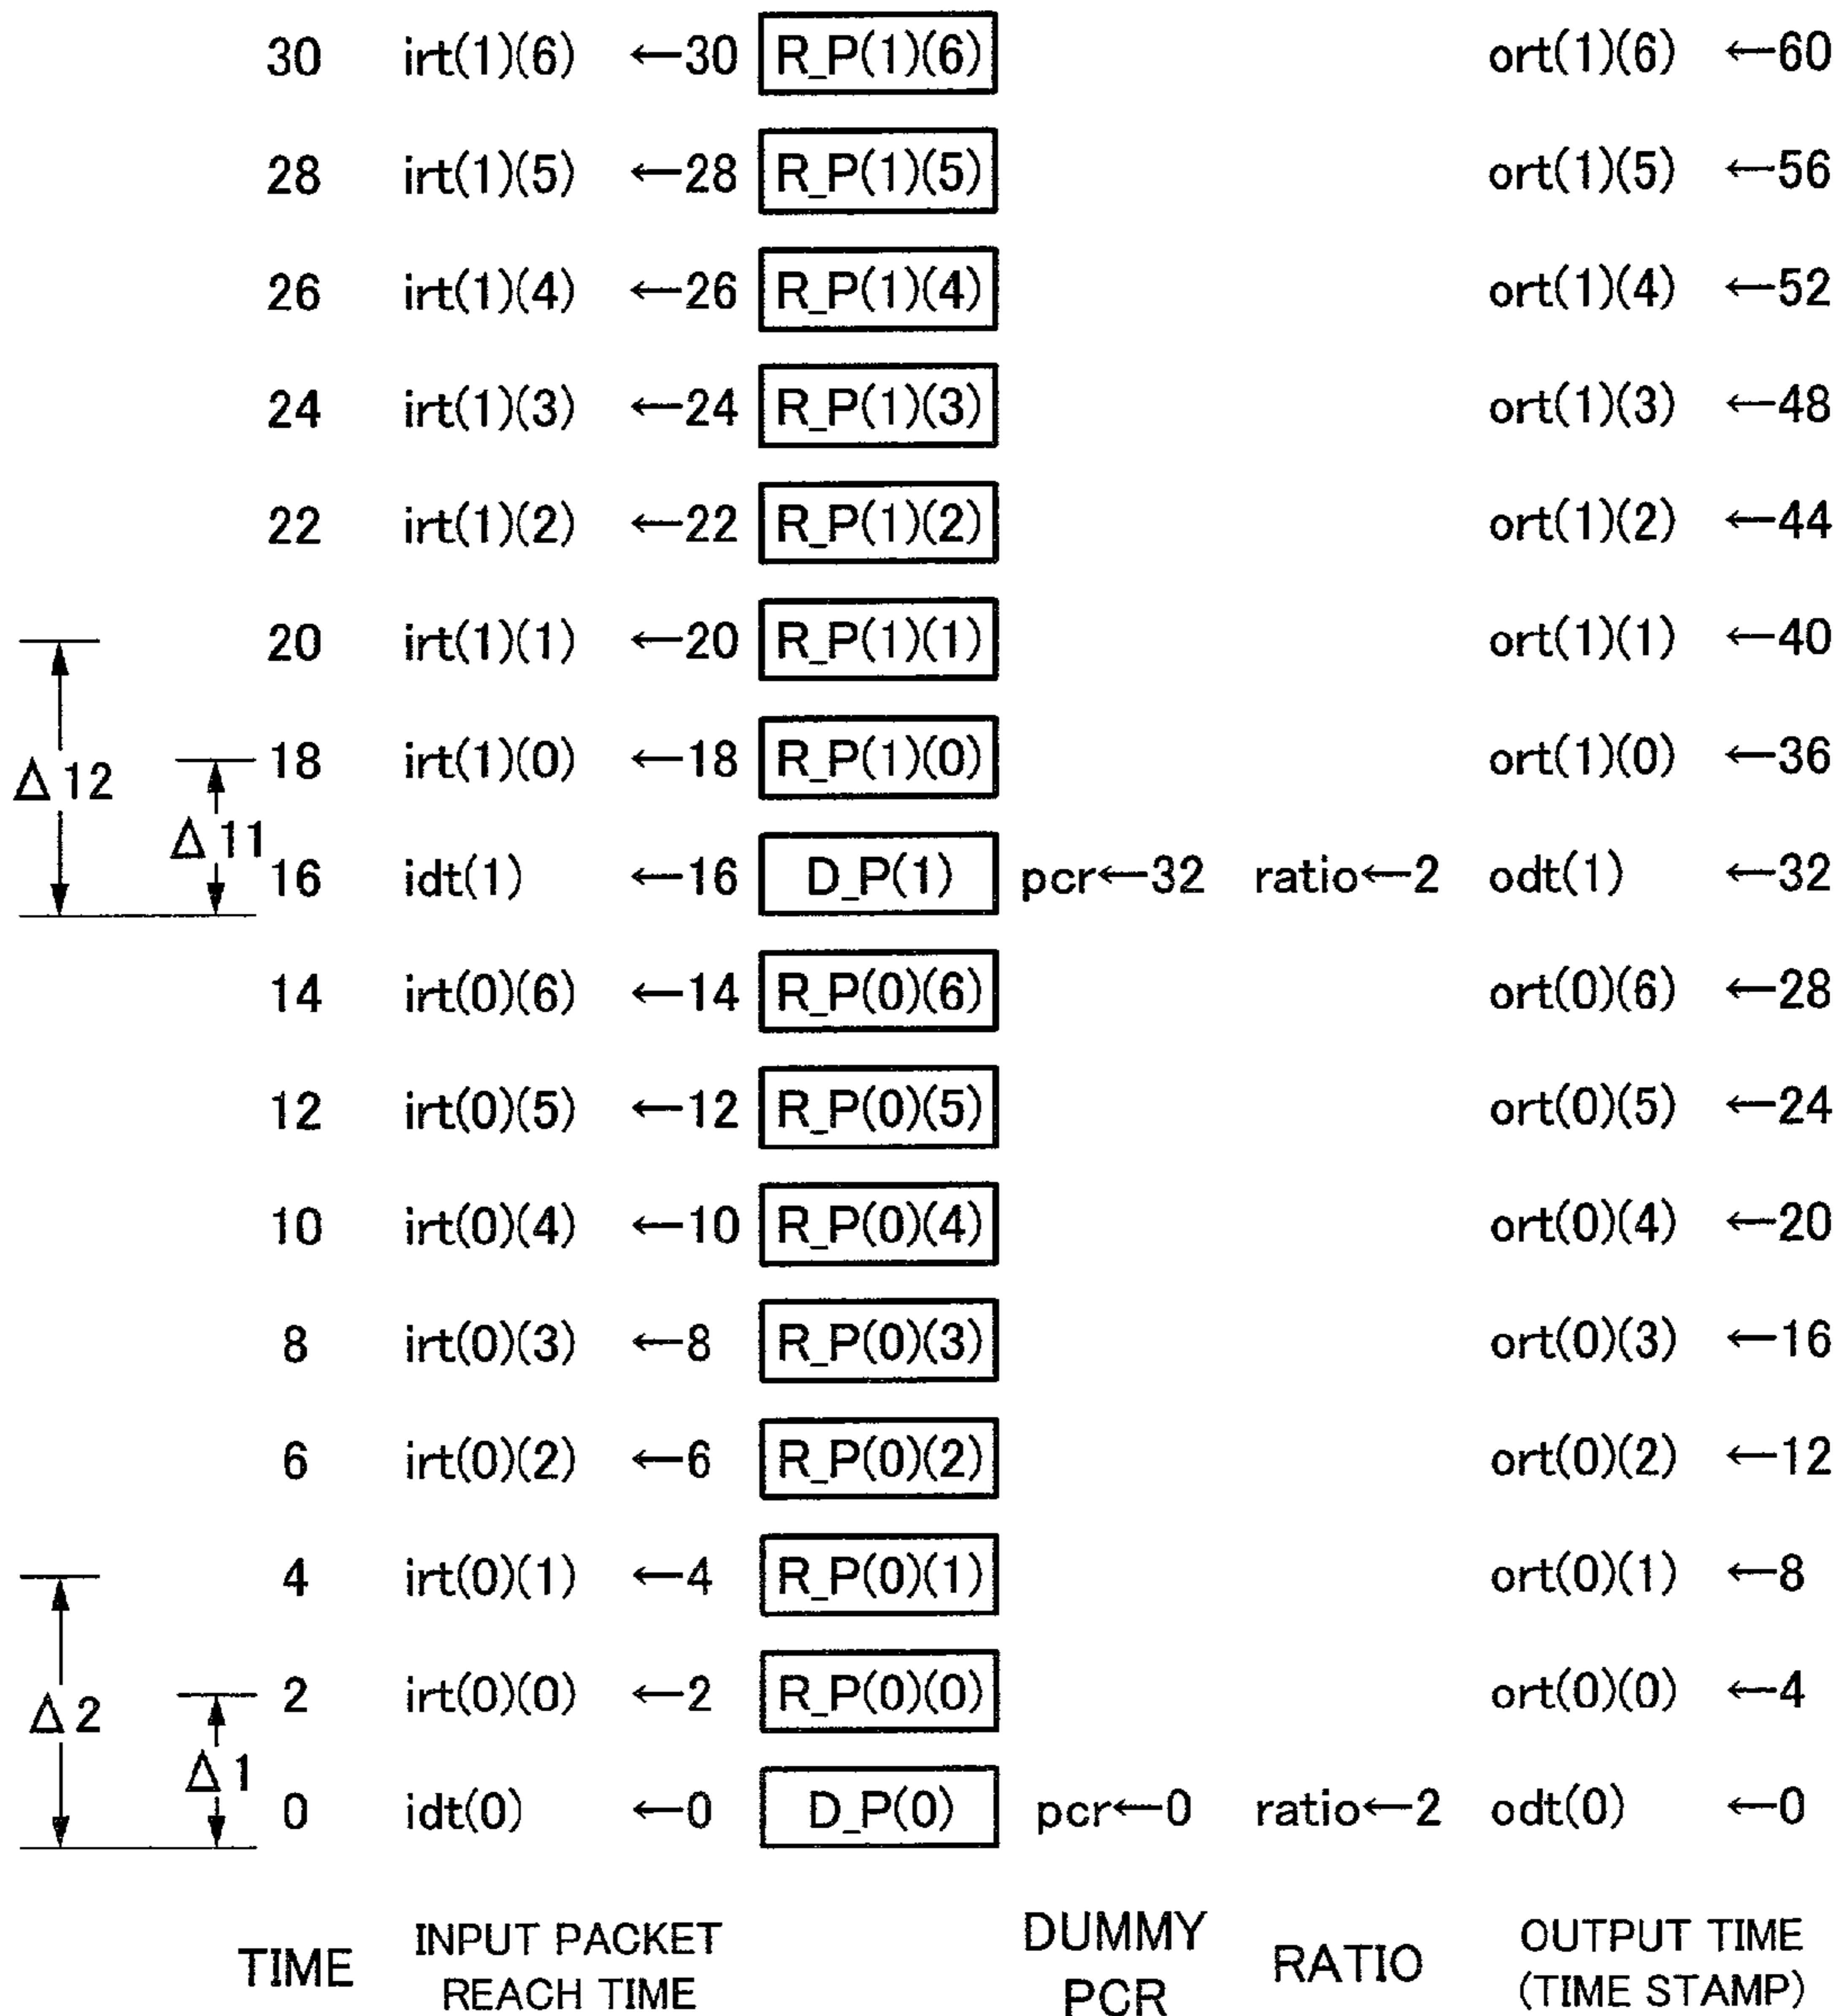 30 irt(1)(6) ←30 R_P(1)(6) ort(1)(6) ←60
28 irt(1)(5) ←28 R_P(1)(5) ort(1)(5) ←56
26 irt(1)(4) ←26 R_P(1)(4) ort(1)(4) ←52
24 irt(1)(3) ←24 R_P(1)(3) ort(1)(3) ←48
22 irt(1)(2) ←22 R_P(1)(2) ort(1)(2) ←44
20 irt(1)(1) ←20 R_P(1)(1) ort(1)(1) ←40
Δ12 18 irt(1)(0) ←18 R_P(1)(0) ort(1)(0) ←36
Δ11
16 idt(1) ←16 D_P(1) pcr←32 ratio←2 odt(1) ←32
14 irt(0)(6) ←14 R_P(0)(6) ort(0)(6) ←28
12 irt(0)(5) ←12 R_P(0)(5) ort(0)(5) ←24
10 irt(0)(4) ←10 R_P(0)(4) ort(0)(4) ←20
8 irt(0)(3) ←8 R_P(0)(3) ort(0)(3) ←16
6 irt(0)(2) ←6 R_P(0)(2) ort(0)(2) ←12
4 irt(0)(1) ←4 R_P(0)(1) ort(0)(1) ←8
Δ2 2 irt(0)(0) ←2 R_P(0)(0) ort(0)(0) ←4
Δ1
0 idt(0) ←0 D_P(0) pcr←0 ratio←2 odt(0) ←0
TIME
INPUT PACKET
REACH TIME
DUMMY
PCR
RATIO
OUTPUT TIME
(TIME STAMP)